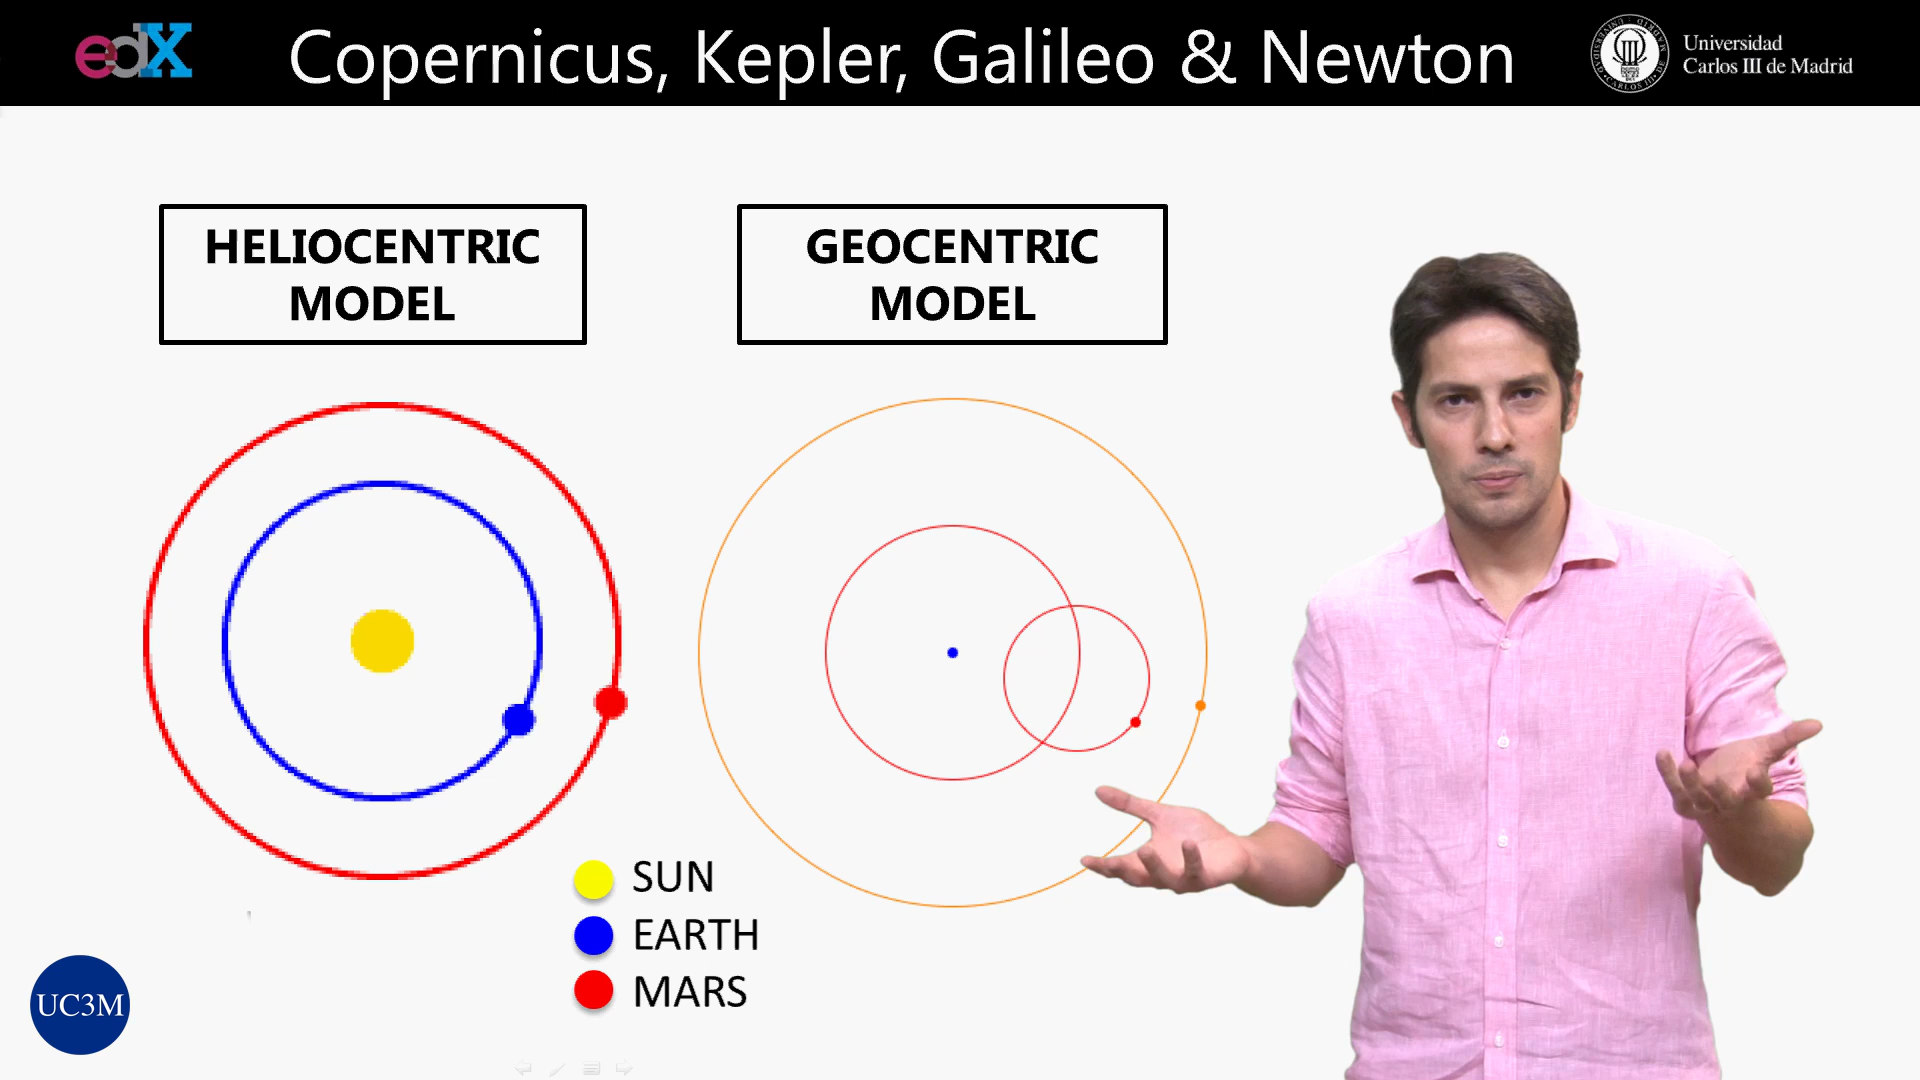 edX
Copernicus, Kepler, Galileo & Newton
Universidad
Carlos III de Madrid
HELIOCENTRIC
MODEL
GEOCENTRIC
MODEL
SUN
EARTH
MARS
UC3M